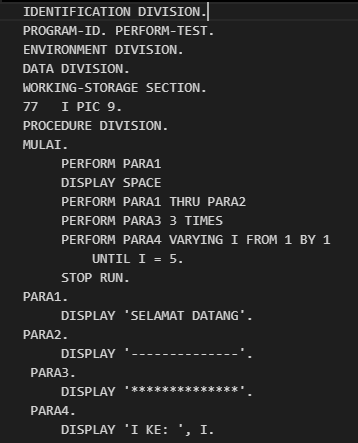 IDENTIFICATION DIVISION.
PROGRAM-ID. PERFORM-TEST.
ENVIRONMENT DIVISION.
DATA DIVISION.
WORKING-STORAGE SECTION.
77   I PIC 9.
PROCEDURE DIVISION.
MULAI.
     PERFORM PARA1
     DISPLAY SPACE
     PERFORM PARA1 THRU PARA2
     PERFORM PARA3 3 TIMES
     PERFORM PARA4 VARYING I FROM 1 BY 1
         UNTIL I = 5.
     STOP RUN.
PARA1.
     DISPLAY 'SELAMAT DATANG'.
PARA2.
     DISPLAY '--------------'.
 PARA3.
     DISPLAY '**************'.
 PARA4.
     DISPLAY 'I KE: ', I.